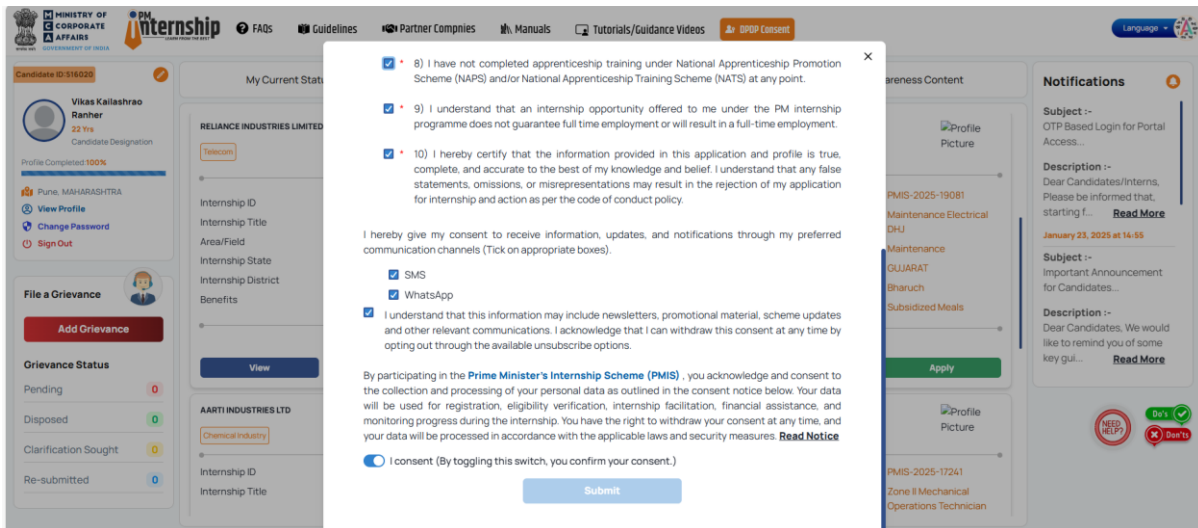 MINISTRY OF
CORPORATE
AFFAIRS
GOVERNMENT OF INDIA
PM
Internship
LEARN FROM THE BEST
FAQs
Guidelines
Partner Compnies
Manuals
Tutorials/Guidance Videos
DPDP Consent
Language
Candidate ID:516020
Vikas Kailashrao
Ranher
22 Yrs
Candidate Designation
Profile Completed 100%
Pune, MAHARASHTRA
View Profile
Change Password
Sign Out
File a Grievance
Add Grievance
Grievance Status
Pending 0
Disposed 0
Clarification Sought 0
Re-submitted 0
My Current Statu
RELIANCE INDUSTRIES LIMITED
Telecom
Internship ID
Internship Title
Area/Field
Internship State
Internship District
Benefits
View
AARTI INDUSTRIES LTD
Chemical Industry
Internship ID
Internship Title
×
* 8) I have not completed apprenticeship training under National Apprenticeship Promotion
Scheme (NAPS) and/or National Apprenticeship Training Scheme (NATS) at any point.
* 9) I understand that an internship opportunity offered to me under the PM internship
programme does not guarantee full time employment or will result in a full-time employment.
* 10) I hereby certify that the information provided in this application and profile is true,
complete, and accurate to the best of my knowledge and belief. I understand that any false
statements, omissions, or misrepresentations may result in the rejection of my application
for internship and action as per the code of conduct policy.
I hereby give my consent to receive information, updates, and notifications through my preferred
communication channels (Tick on appropriate boxes).
SMS
WhatsApp
I understand that this information may include newsletters, promotional material, scheme updates
and other relevant communications. I acknowledge that I can withdraw this consent at any time by
opting out through the available unsubscribe options.
By participating in the Prime Minister's Internship Scheme (PMIS) , you acknowledge and consent to
the collection and processing of your personal data as outlined in the consent notice below. Your data
will be used for registration, eligibility verification, internship facilitation, financial assistance, and
monitoring progress during the internship. You have the right to withdraw your consent at any time, and
your data will be processed in accordance with the applicable laws and security measures. Read Notice
I consent (By toggling this switch, you confirm your consent.)
Submit
areness Content
Profile
Picture
PMIS-2025-19081
Maintenance Electrical
DHJ
Maintenance
GUJARAT
Bharuch
Subsidized Meals
Apply
Profile
Picture
PMIS-2025-17241
Zone II Mechanical
Operations Technician
Notifications
Subject :-
OTP Based Login for Portal
Access...
Description :-
Dear Candidates/Interns,
Please be informed that,
starting f... Read More
January 23, 2025 at 14-55
Subject :-
Important Announcement
for Candidates...
Description :-
Dear Candidates, We would
like to remind you of some
key gui... Read More
NEED
HELP?
Do's
Don'ts